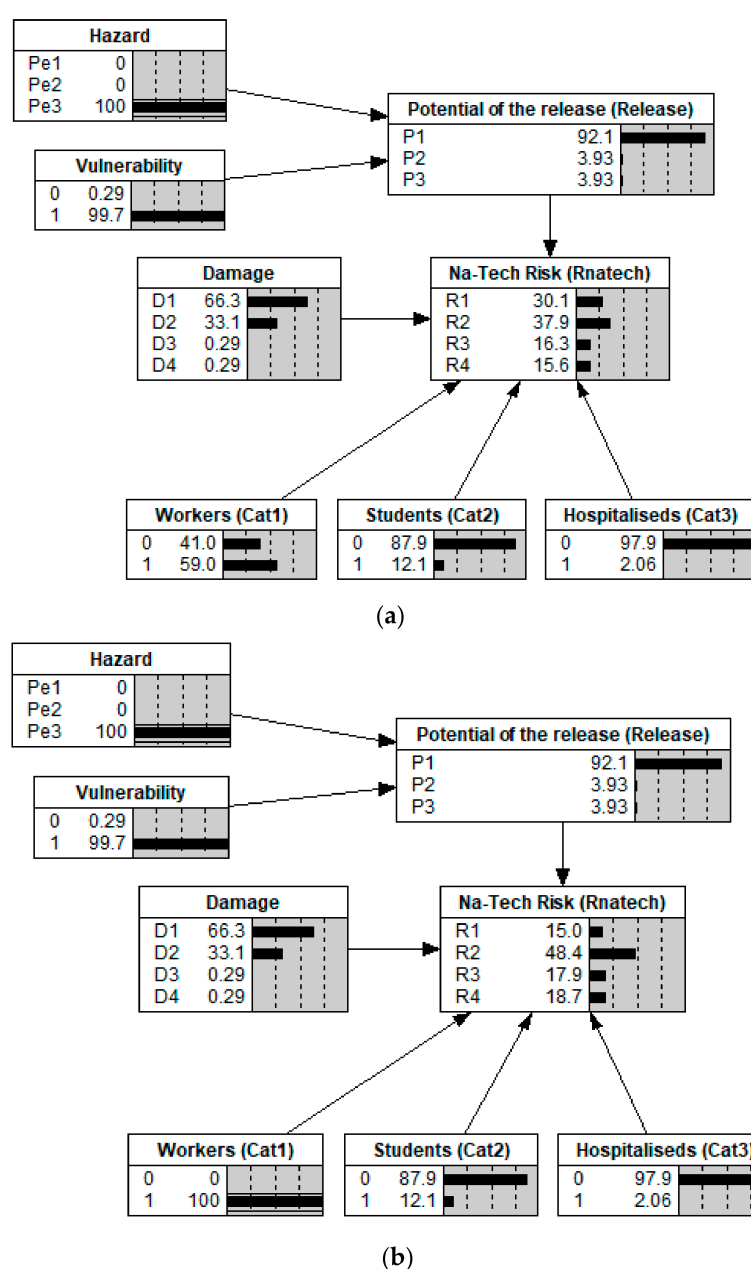 Hazard
Pe1 0
Pe2 0
Pe3 100
Potential of the release (Release)
P1 92.1
P2 3.93
P3 3.93
Vulnerability
0 0.29
1 99.7
Damage
D1 66.3
D2 33.1
D3 0.29
D4 0.29
Na-Tech Risk (Rnatech)
R1 30.1
R2 37.9
R3 16.3
R4 15.6
Workers (Cat1)
0 41.0
1 59.0
Students (Cat2)
0 87.9
1 12.1
Hospitaliseds (Cat3)
0 97.9
1 2.06
(a)
Hazard
Pe1 0
Pe2 0
Pe3 100
Potential of the release (Release)
P1 92.1
P2 3.93
P3 3.93
Vulnerability
0 0.29
1 99.7
Damage
D1 66.3
D2 33.1
D3 0.29
D4 0.29
Na-Tech Risk (Rnatech)
R1 15.0
R2 48.4
R3 17.9
R4 18.7
Workers (Cat1)
0 0
1 100
Students (Cat2)
0 87.9
1 12.1
Hospitaliseds (Cat3)
0 97.9
1 2.06
(b)